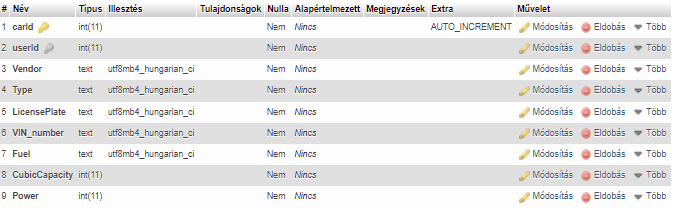 # Név Típus Illesztés Tulajdonságok Nulla Alapértelmezett Megjegyzések Extra Művelet
1 carId int(11) Nem Nincs AUTO_INCREMENT Módosítás Eldobás Több
2 userId int(11) Nem Nincs Módosítás Eldobás Több
3 Vendor text utf8mb4_hungarian_ci Nem Nincs Módosítás Eldobás Több
4 Type text utf8mb4_hungarian_ci Nem Nincs Módosítás Eldobás Több
5 LicensePlate text utf8mb4_hungarian_ci Nem Nincs Módosítás Eldobás Több
6 VIN_number text utf8mb4_hungarian_ci Nem Nincs Módosítás Eldobás Több
7 Fuel text utf8mb4_hungarian_ci Nem Nincs Módosítás Eldobás Több
8 CubicCapacity int(11) Nem Nincs Módosítás Eldobás Több
9 Power int(11) Nem Nincs Módosítás Eldobás Több